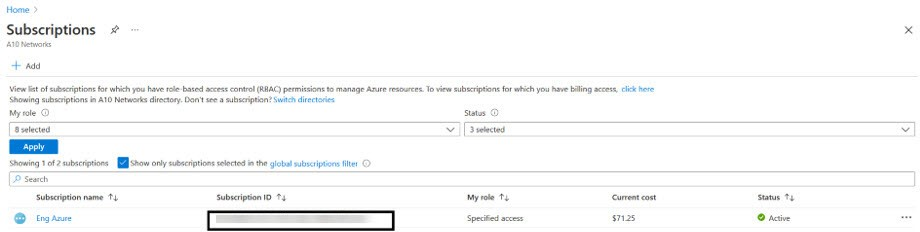 Home >
Subscriptions ...
A10 Networks
+ Add
View list of subscriptions for which you have role-based access control (RBAC) permissions to manage Azure resources. To view subscriptions for which you have billing access, click here
Showing subscriptions in A10 Networks directory. Don't see a subscription? Switch directories
My role Status
8 selected 3 selected
Apply
Showing 1 of 2 subscriptions Show only subscriptions selected in the global subscriptions filter
Search
Subscription name ↑↓ Subscription ID ↑↓ My role ↑↓ Current cost Status ↑↓
Eng Azure Specified access $71.25 Active ...